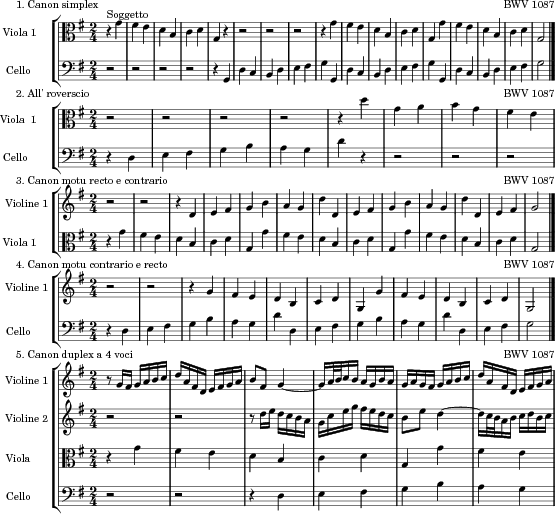 1. Canon simplex BWV 1087
Soggetto
Viola 1
Cello
2. All' roverscio BWV 1087
Viola 1
Cello
3. Canon motu recto e contrario BWV 1087
Violine 1
Viola 1
4. Canon motu contrario e recto BWV 1087
Violine 1
Cello
5. Canon duplex a 4 voci BWV 1087
Violine 1
Violine 2
Viola
Cello